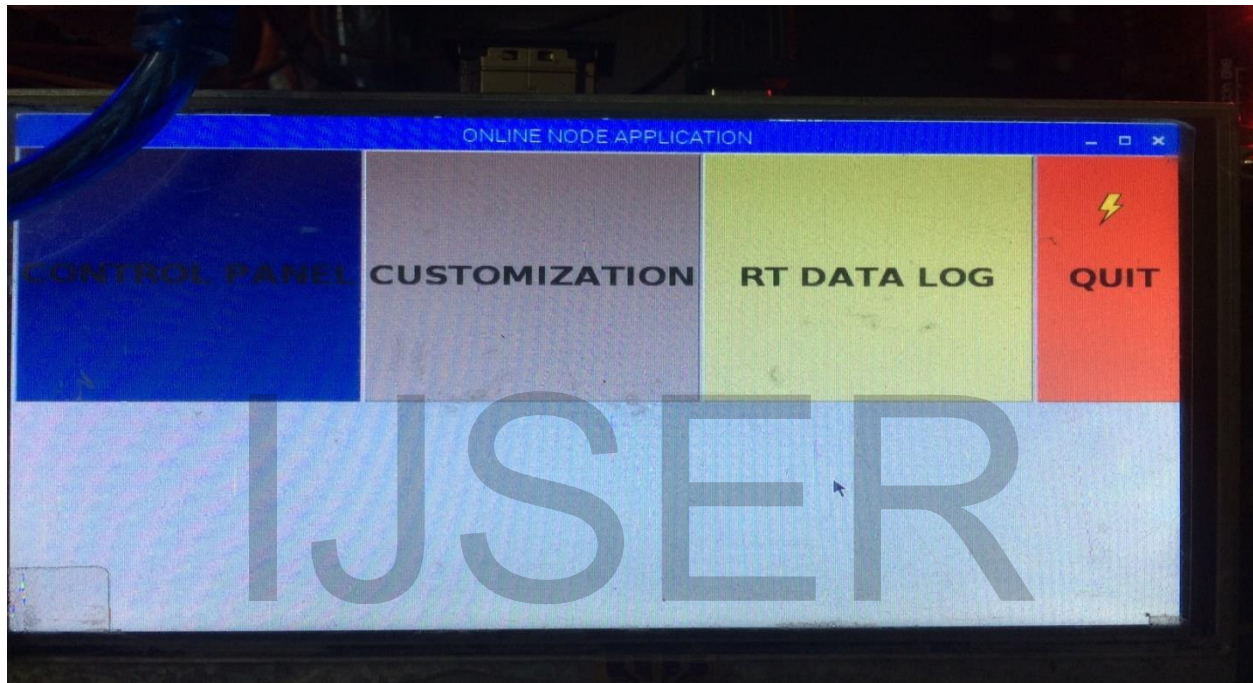 ONLINE NODE APPLICATION
CONTROL PANEL CUSTOMIZATION RT DATA LOG QUIT
IJSER